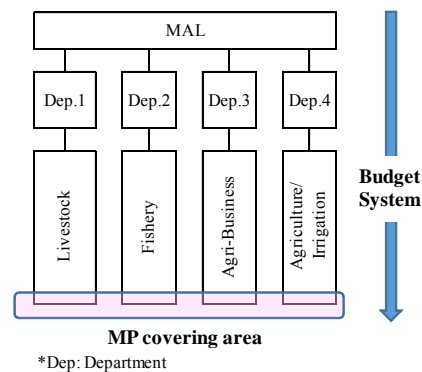 MAL
Dep.1
Dep.2
Dep.3
Dep.4
Livestock
Fishery
Agri-Business
Agriculture/
Irrigation
Budget
System
MP covering area
*Dep: Department